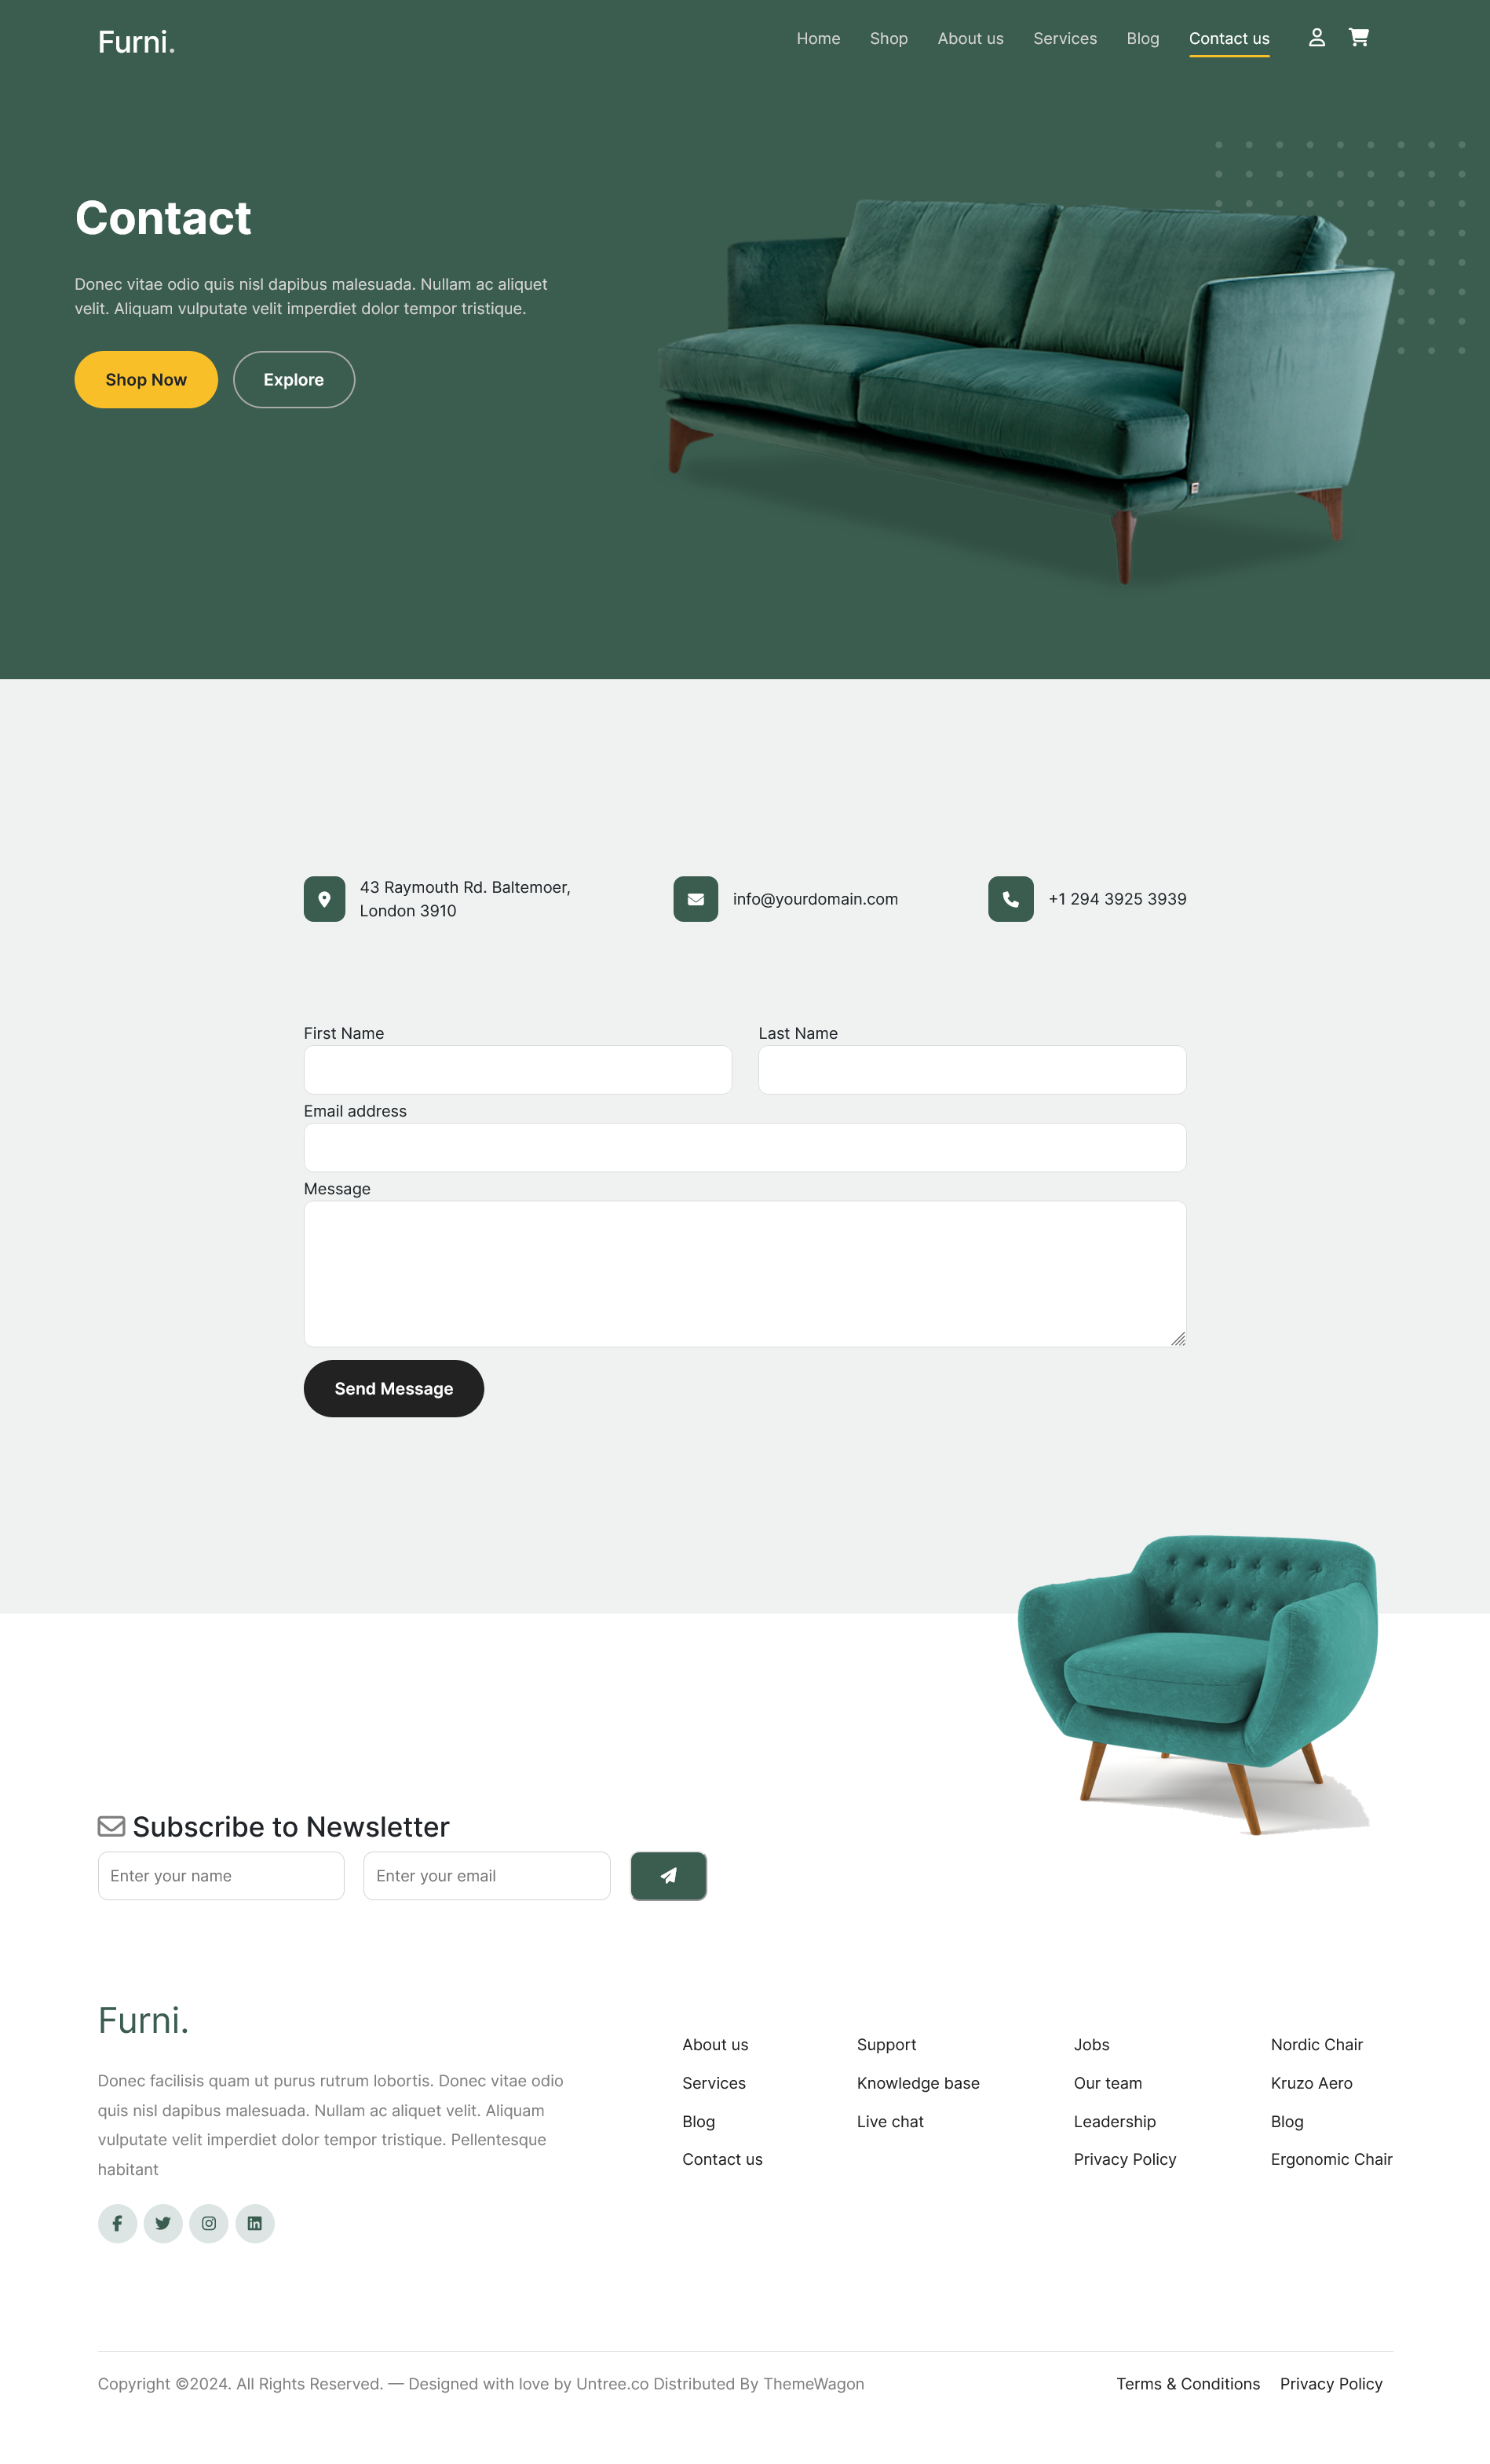 Furni.
Home
Shop
About us
Services
Blog
Contact us
Contact
Donec vitae odio quis nisl dapibus malesuada. Nullam ac aliquet
velit. Aliquam vulputate velit imperdiet dolor tempor tristique.
Shop Now
Explore
43 Raymouth Rd. Baltemoer,
London 3910
info@yourdomain.com
+1 294 3925 3939
First Name
Last Name
Email address
Message
Send Message
Subscribe to Newsletter
Enter your name
Enter your email
Furni.
Donec facilisis quam ut purus rutrum lobortis. Donec vitae odio
quis nisl dapibus malesuada. Nullam ac aliquet velit. Aliquam
vulputate velit imperdiet dolor tempor tristique. Pellentesque
habitant
About us
Services
Blog
Contact us
Support
Knowledge base
Live chat
Jobs
Our team
Leadership
Privacy Policy
Nordic Chair
Kruzo Aero
Blog
Ergonomic Chair
Copyright ©2024. All Rights Reserved. — Designed with love by Untree.co Distributed By ThemeWagon
Terms & Conditions
Privacy Policy